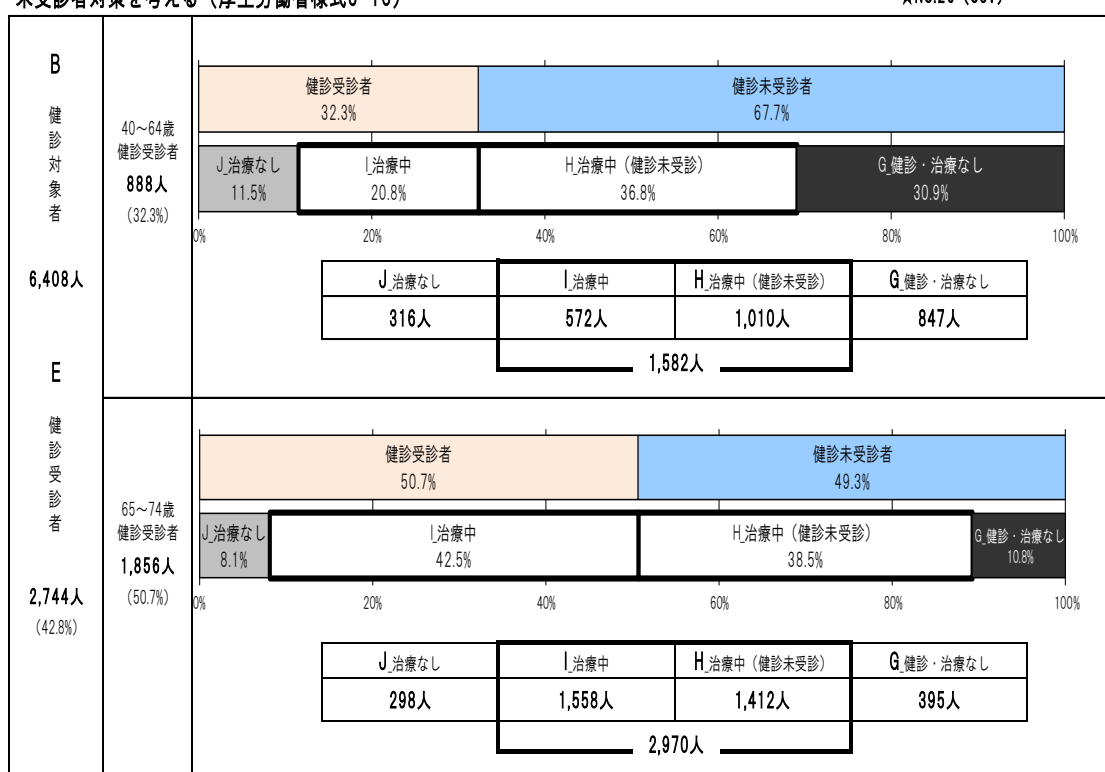 B
健診対象者
6,408人
E
健診受診者
2,744人
(42.8%)
40～64歳
健診受診者
888人
(32.3%)
健診受診者
32.3%
健診未受診者
67.7%
J_治療なし
11.5%
I_治療中
20.8%
H_治療中（健診未受診）
36.8%
G_健診・治療なし
30.9%
0% 20% 40% 60% 80% 100%
J_治療なし I_治療中 H_治療中（健診未受診） G_健診・治療なし
316人 572人 1,010人 847人
1,582人
65～74歳
健診受診者
1,856人
(50.7%)
健診受診者
50.7%
健診未受診者
49.3%
J_治療なし
8.1%
I_治療中
42.5%
H_治療中（健診未受診）
38.5%
G_健診・治療なし
10.8%
0% 20% 40% 60% 80% 100%
J_治療なし I_治療中 H_治療中（健診未受診） G_健診・治療なし
298人 1,558人 1,412人 395人
2,970人